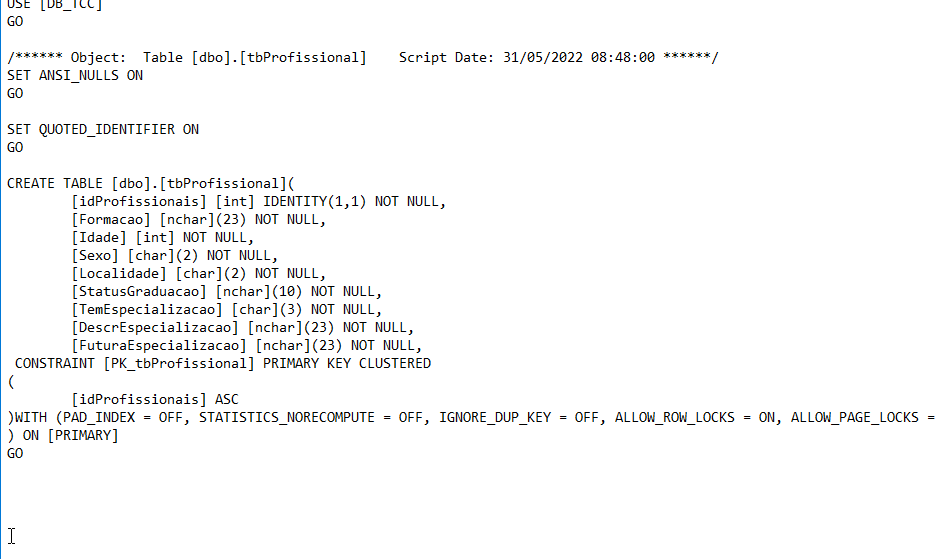 USE [DB_TCC]
GO
/****** Object:  Table [dbo].[tbProfissional]    Script Date: 31/05/2022 08:48:00 ******/
SET ANSI_NULLS ON
GO
SET QUOTED_IDENTIFIER ON
GO
CREATE TABLE [dbo].[tbProfissional](
[idProfissionais] [int] IDENTITY(1,1) NOT NULL,
[Formacao] [nchar](23) NOT NULL,
[Idade] [int] NOT NULL,
[Sexo] [char](2) NOT NULL,
[Localidade] [char](2) NOT NULL,
[StatusGraduacao] [nchar](10) NOT NULL,
[TemEspecializacao] [char](3) NOT NULL,
[DescrEspecializacao] [nchar](23) NOT NULL,
[FuturaEspecializacao] [nchar](23) NOT NULL,
CONSTRAINT [PK_tbProfissional] PRIMARY KEY CLUSTERED
(
[idProfissionais] ASC
)WITH (PAD_INDEX = OFF, STATISTICS_NORECOMPUTE = OFF, IGNORE_DUP_KEY = OFF, ALLOW_ROW_LOCKS = ON, ALLOW_PAGE_LOCKS =
) ON [PRIMARY]
GO